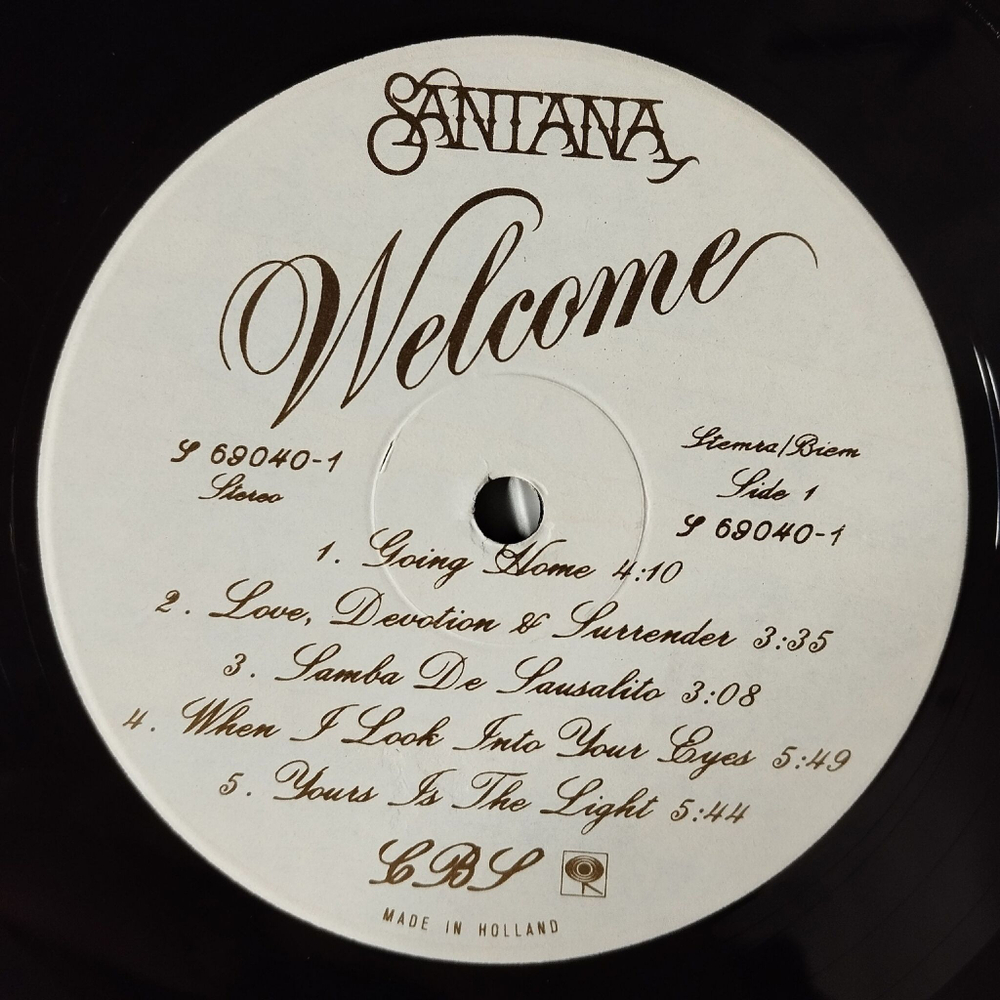 SANTANA
Welcome
S 69040-1
Stereo
Stemra/Biem
Side 1
S 69040-1
1. Going Home 4:10
2. Love, Devotion & Surrender 3:35
3. Samba De Sausalito 3:08
4. When I Look Into Your Eyes 5:49
5. Yours Is The Light 5:44
CBS
MADE IN HOLLAND